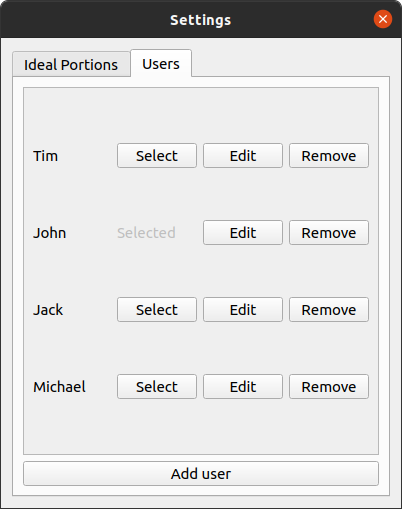 Settings
Ideal Portions Users
Tim Select Edit Remove
John Selected Edit Remove
Jack Select Edit Remove
Michael Select Edit Remove
Add user